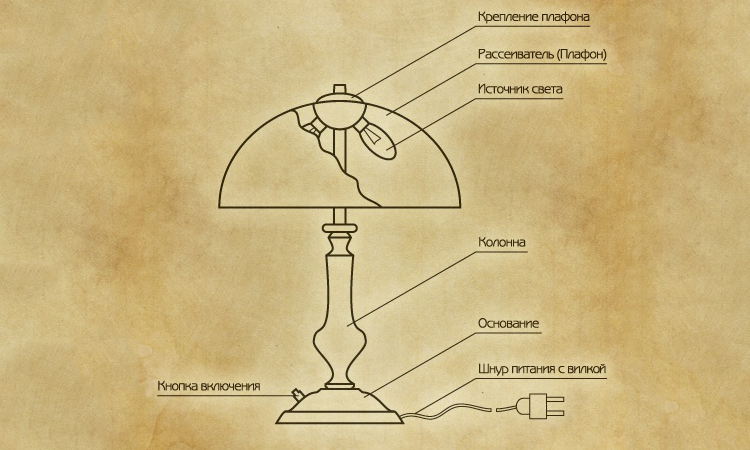 Крепление плафона
Рассеиватель (Плафон)
Источник света
Колонна
Основание
Шнур питания с вилкой
Кнопка включения